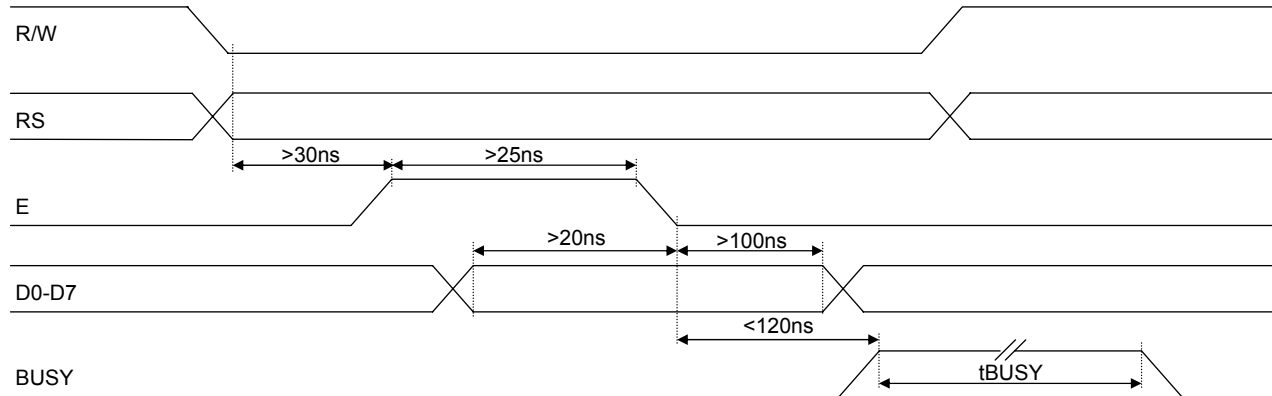 R/W
RS
>30ns
>25ns
E
>20ns
>100ns
D0-D7
<120ns
BUSY
tBUSY